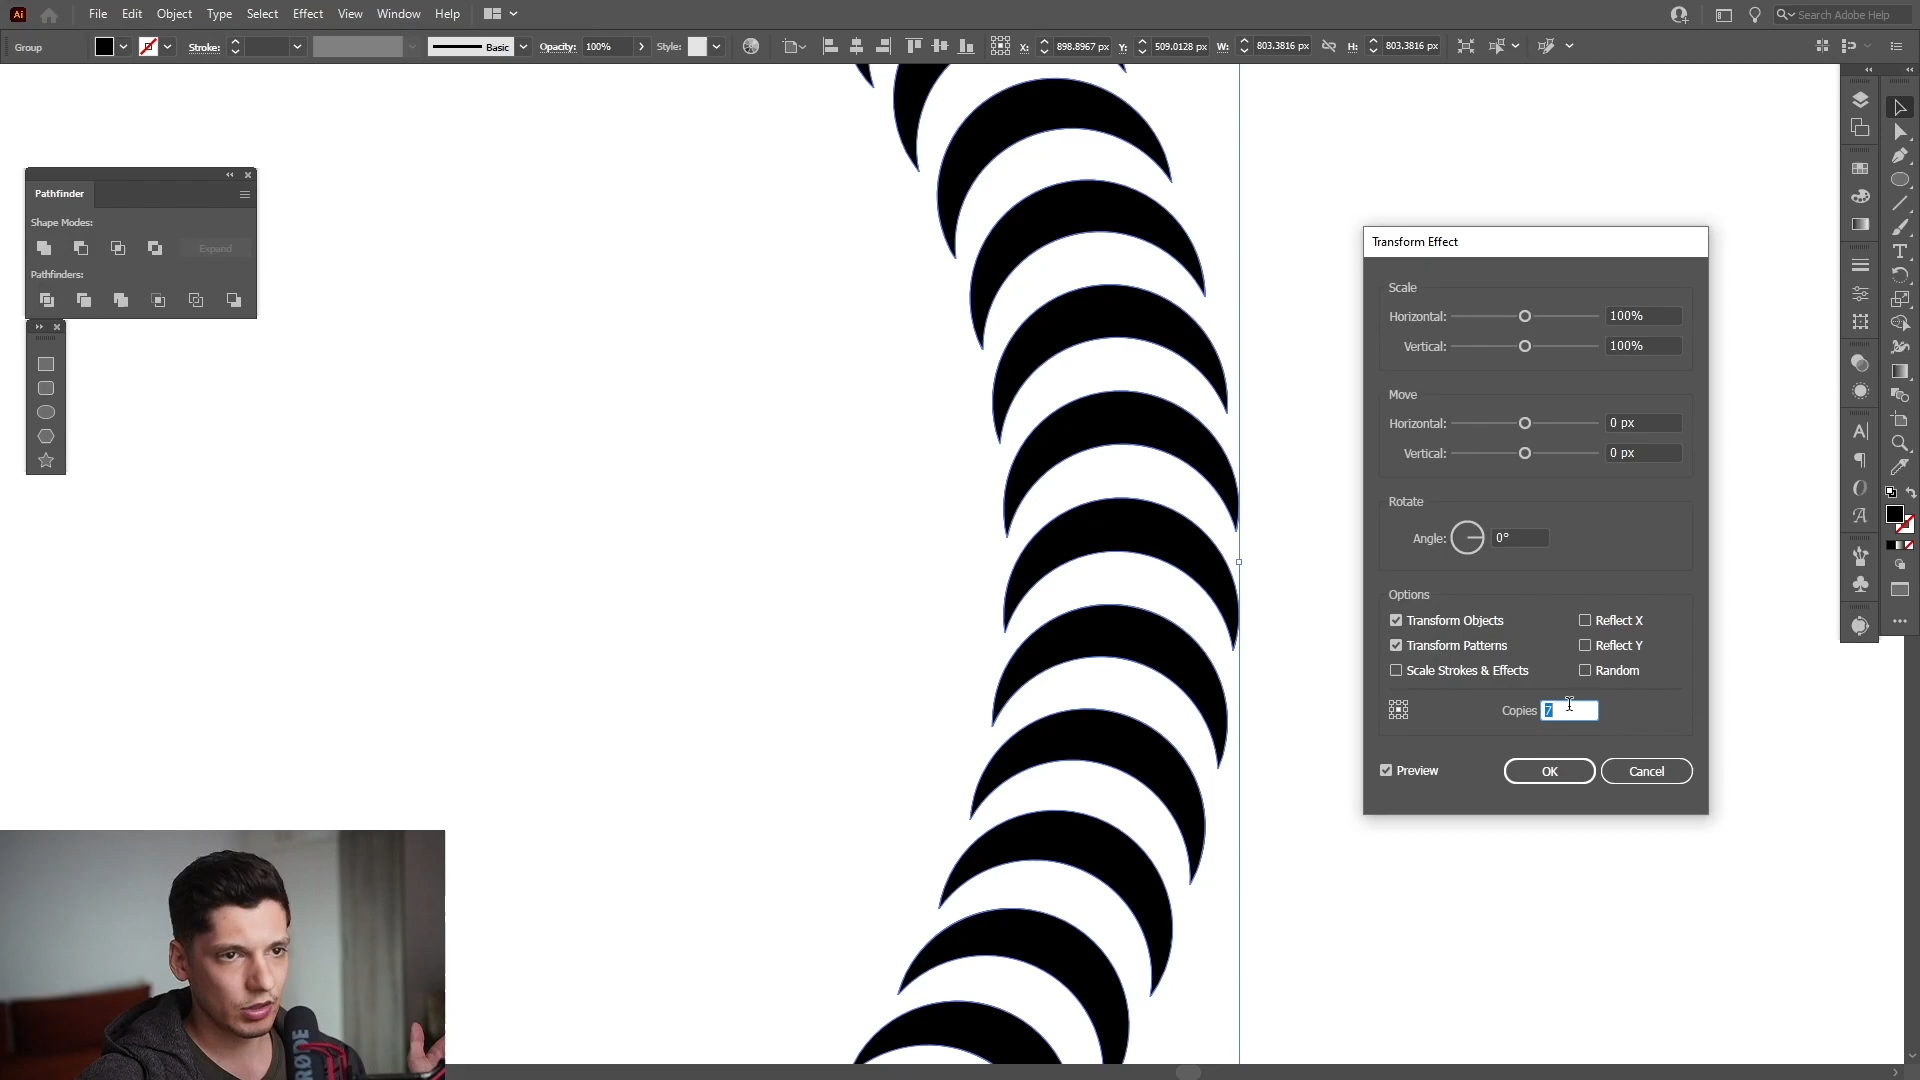 Ai File Edit Object Type Select Effect View Window Help Search Adobe Help
Group Stroke: Basic Opacity: 100% Style: X: 898.8967 px Y: 509.0128 px W: 803.3816 px H: 803.3816 px
Pathfinder
Shape Modes:
Expand
Pathfinders:
Transform Effect
Scale
Horizontal: 100%
Vertical: 100%
Move
Horizontal: 0 px
Vertical: 0 px
Rotate
Angle: 0°
Options
Transform Objects Reflect X
Transform Patterns Reflect Y
Scale Strokes & Effects Random
Copies 7
Preview OK Cancel
RØDE